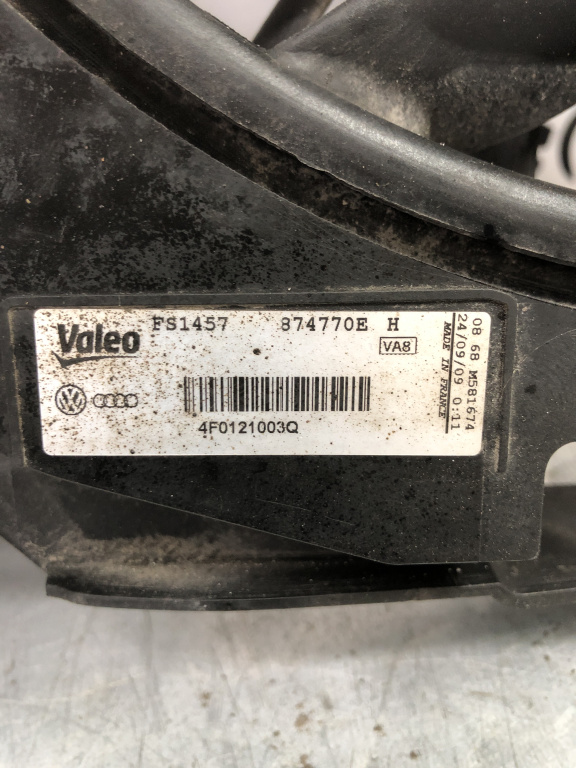 Valeo FS1457 874770E H
VA8
4F0121003Q
08 68 M581674
24/09/09 0:11
MADE IN FRANCE